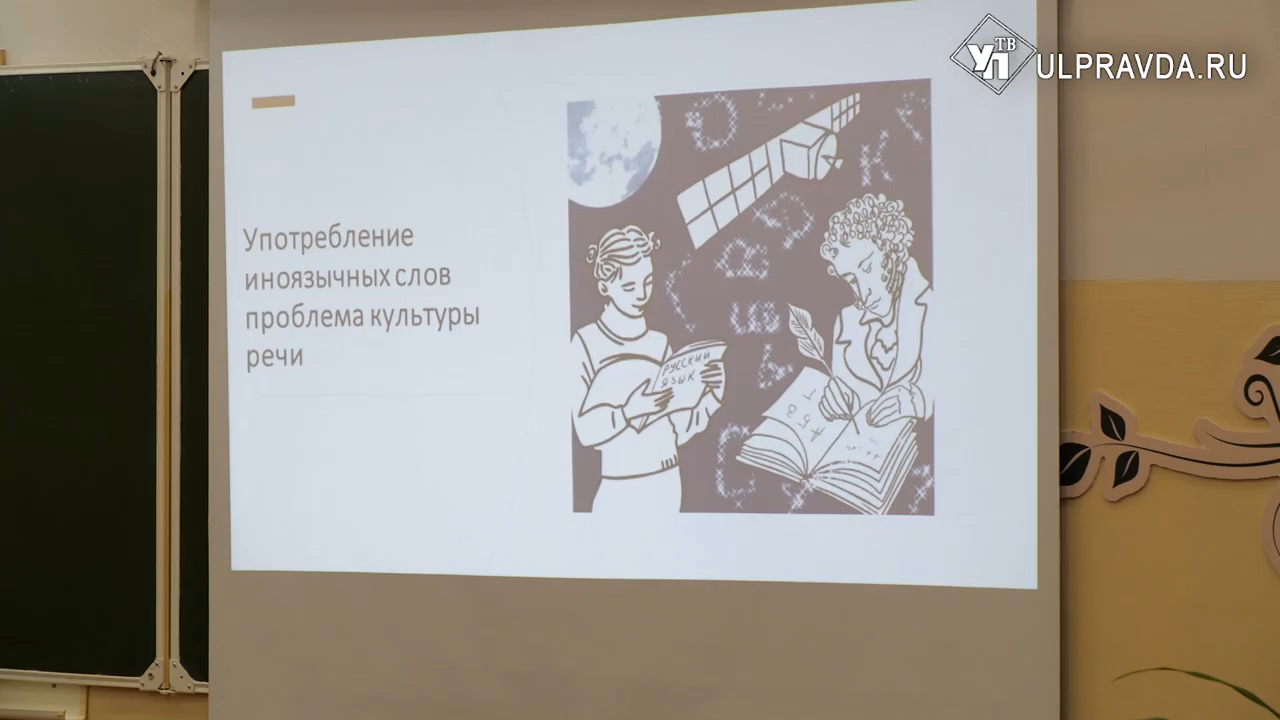 ТВ
УП
ULPRAVDA.RU
Употребление
иноязычных слов
проблема культуры
речи
РУССКИЙ
ЯЗЫК
А Б В Г